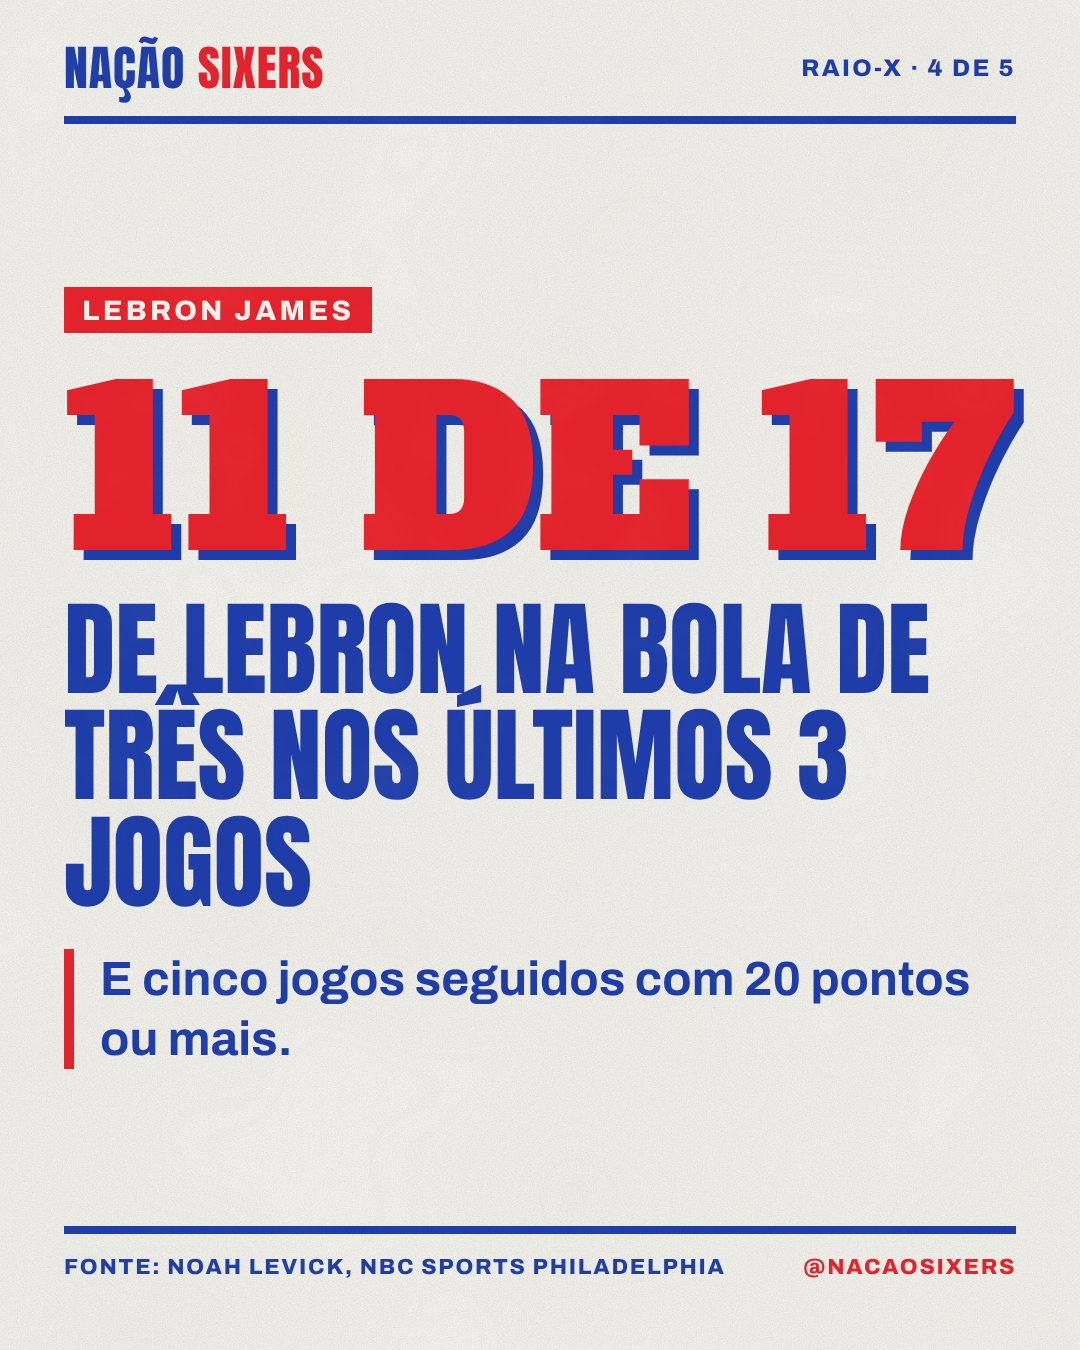 NAÇÃO SIXERS
RAIO-X · 4 DE 5
LEBRON JAMES
11 DE 17
DE LEBRON NA BOLA DE
TRÊS NOS ÚLTIMOS 3
JOGOS
E cinco jogos seguidos com 20 pontos
ou mais.
FONTE: NOAH LEVICK, NBC SPORTS PHILADELPHIA
@NACAOSIXERS